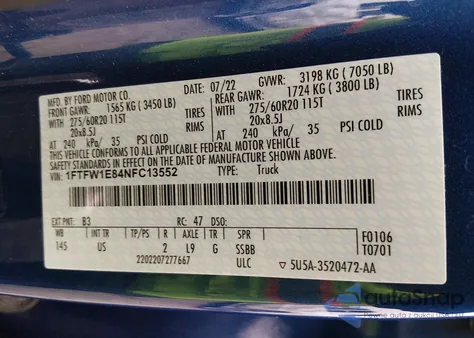 MFD. BY FORD MOTOR CO.
DATE: 07/22 GVWR: 3198 KG ( 7050 LB)
FRONT GAWR: 1565 KG ( 3450 LB) REAR GAWR: 1724 KG ( 3800 LB)
WITH 275/60R20 115T TIRES WITH 275/60R20 115T TIRES
20x8.5J RIMS 20x8.5J RIMS
AT 240 kPa/ 35 PSI COLD AT 240 kPa/ 35 PSI COLD
THIS VEHICLE CONFORMS TO ALL APPLICABLE FEDERAL MOTOR VEHICLE
SAFETY STANDARDS IN EFFECT ON THE DATE OF MANUFACTURE SHOWN ABOVE.
VIN: 1FTFW1E84NFC13552 TYPE: Truck
EXT PNT: B3 RC: 47 DSO:
WB INT TR TP/PS R AXLE TR SPR F0106
145 US 2 L9 G SSBB T0701
2202207277667 ULC 5U5A-3520472-AA
autoSnap